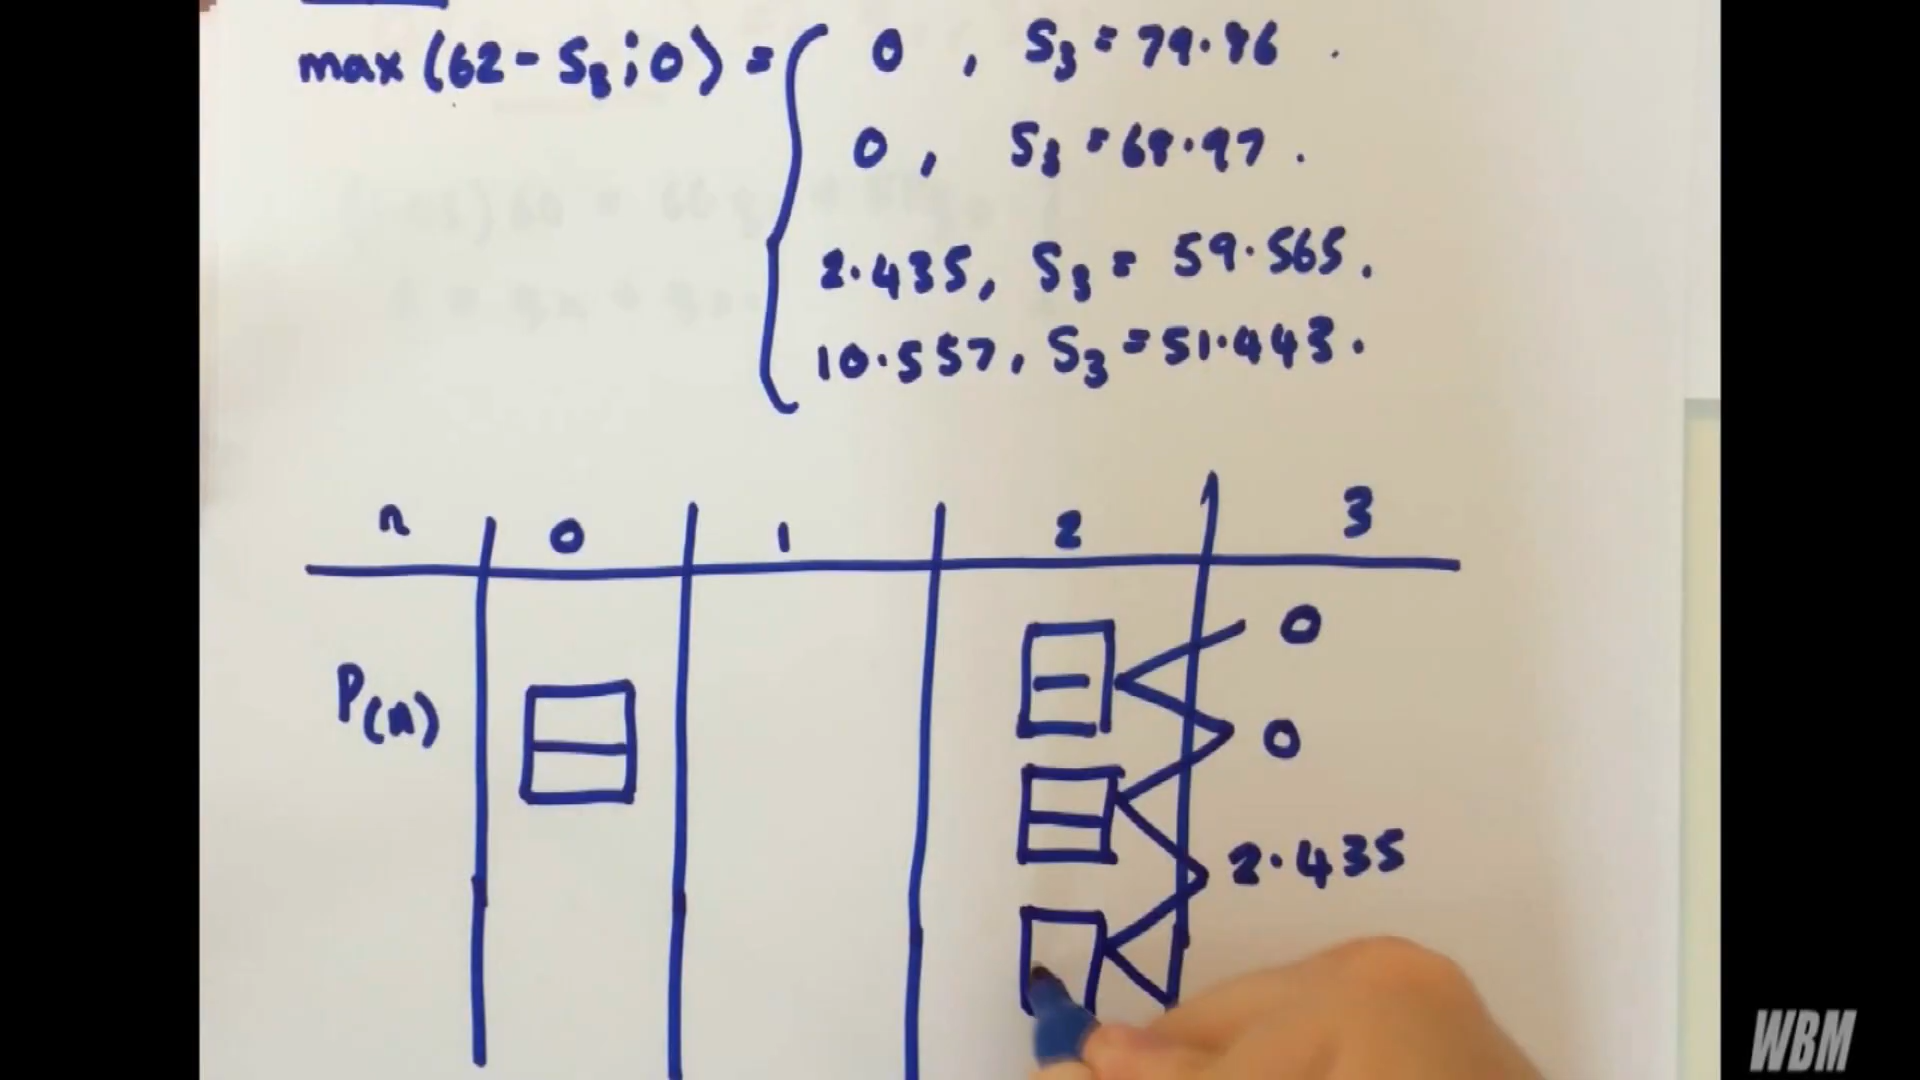 max (62 - S₃ ; 0) = { 0 , S₃ = 79.86 .
0 , S₃ = 68.97 .
2.435, S₃ = 59.565.
10.557, S₃ = 51.443.
n 0 1 2 3
0
P(n)
0
2.435
WBM